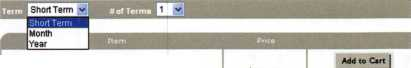 Term Short Term # of Terms 1
Short Term
Month
Year
Item Price
Add to Cart